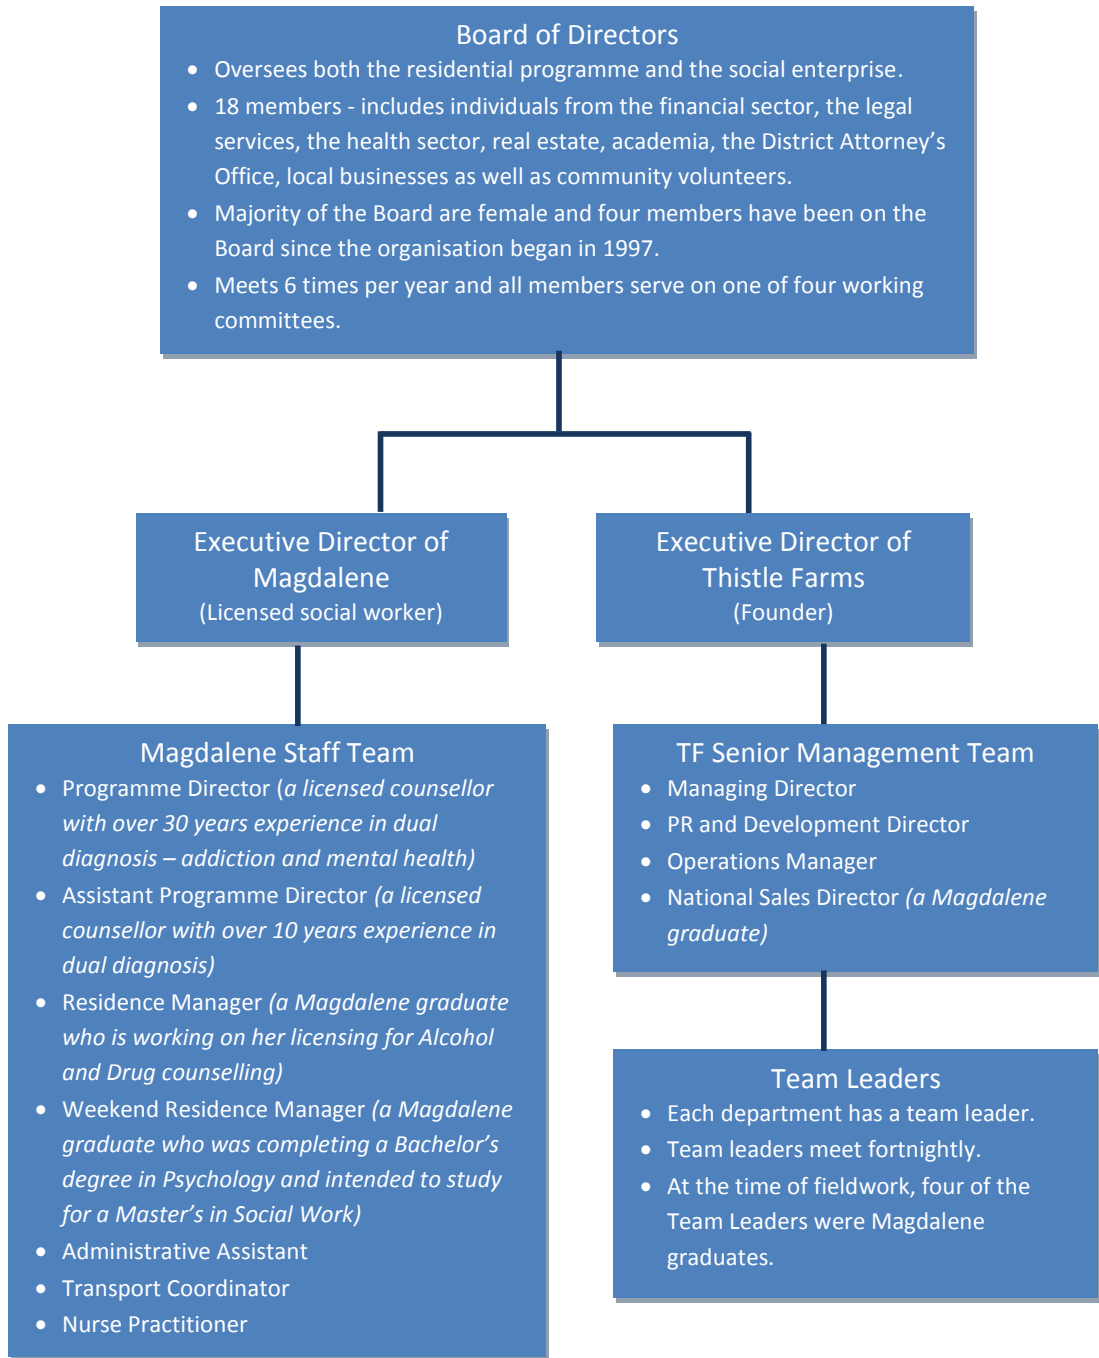 Board of Directors
• Oversees both the residential programme and the social enterprise.
• 18 members - includes individuals from the financial sector, the legal
services, the health sector, real estate, academia, the District Attorney’s
Office, local businesses as well as community volunteers.
• Majority of the Board are female and four members have been on the
Board since the organisation began in 1997.
• Meets 6 times per year and all members serve on one of four working
committees.
Executive Director of
Magdalene
(Licensed social worker)
Executive Director of
Thistle Farms
(Founder)
Magdalene Staff Team
• Programme Director (a licensed counsellor
with over 30 years experience in dual
diagnosis – addiction and mental health)
• Assistant Programme Director (a licensed
counsellor with over 10 years experience in
dual diagnosis)
• Residence Manager (a Magdalene graduate
who is working on her licensing for Alcohol
and Drug counselling)
• Weekend Residence Manager (a Magdalene
graduate who was completing a Bachelor’s
degree in Psychology and intended to study
for a Master’s in Social Work)
• Administrative Assistant
• Transport Coordinator
• Nurse Practitioner
TF Senior Management Team
• Managing Director
• PR and Development Director
• Operations Manager
• National Sales Director (a Magdalene
graduate)
Team Leaders
• Each department has a team leader.
• Team leaders meet fortnightly.
• At the time of fieldwork, four of the
Team Leaders were Magdalene
graduates.